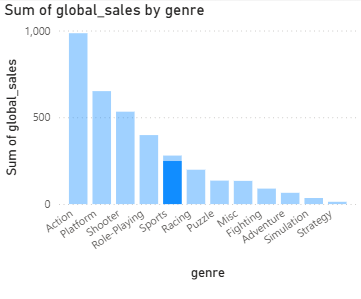 Sum of global_sales by genre
1,000
500
0
Sum of global_sales
Action
Platform
Shooter
Role-Playing
Sports
Racing
Puzzle
Misc
Fighting
Adventure
Simulation
Strategy
genre